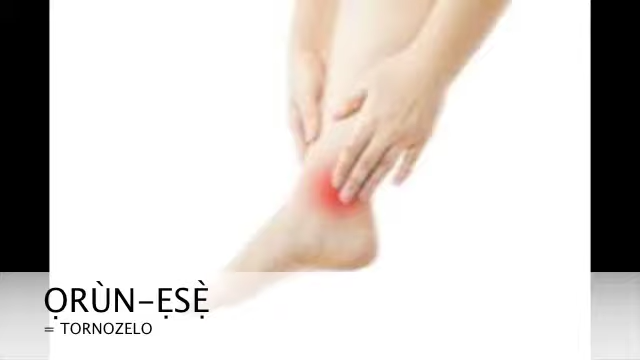 ỌRÙN-ẸSẸ̀
= TORNOZELO